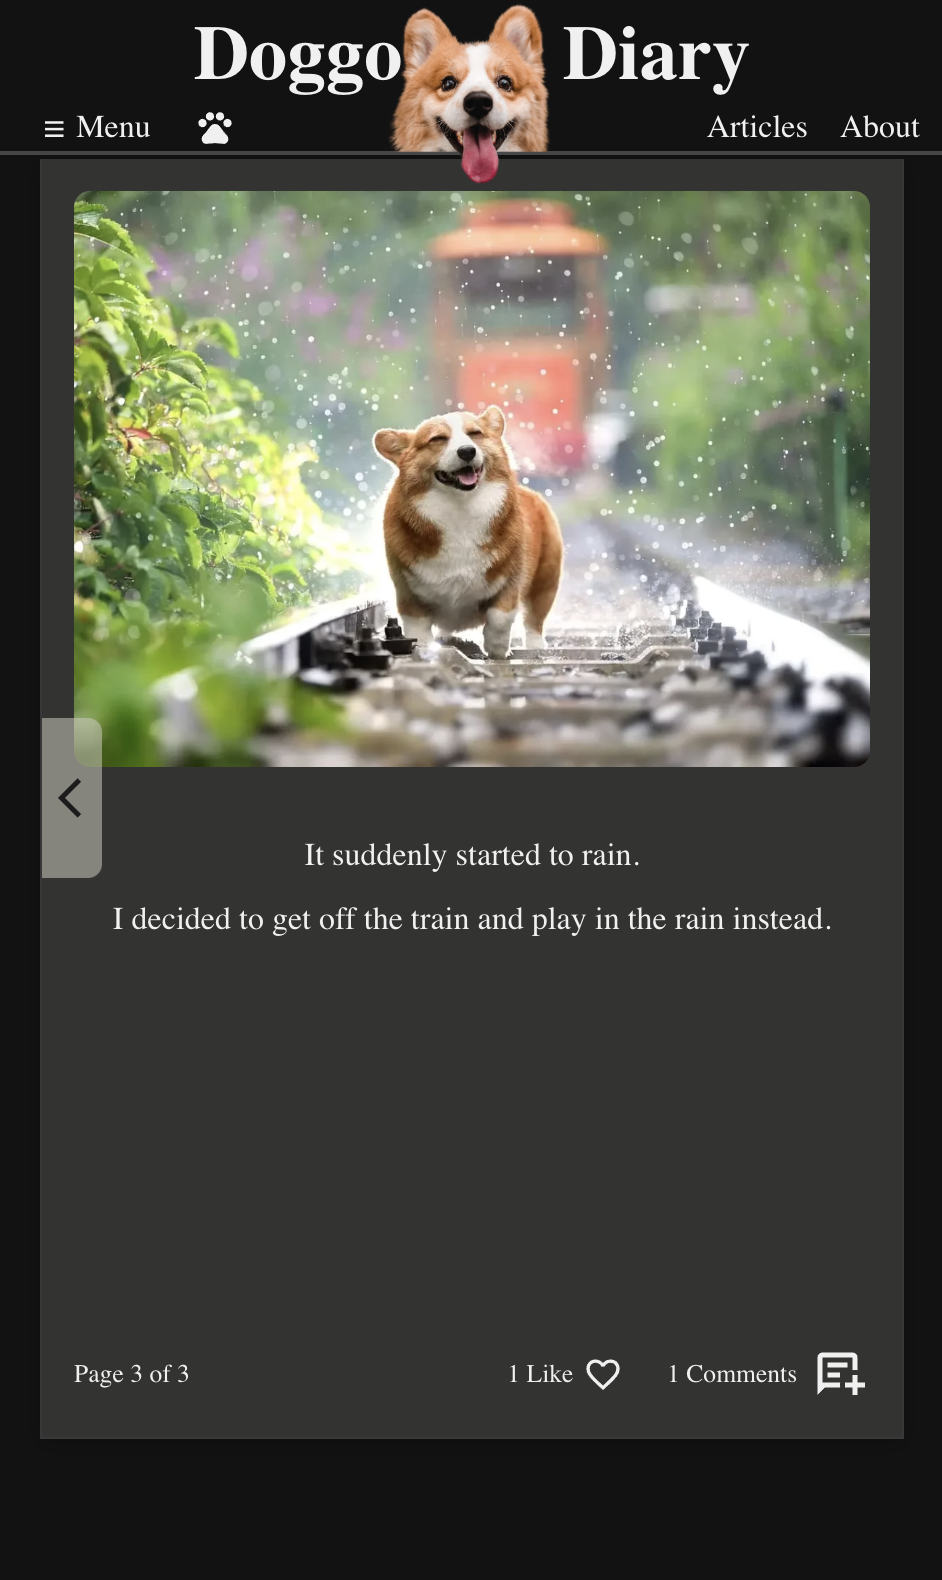 Doggo Diary
Menu
Articles
About
It suddenly started to rain.
I decided to get off the train and play in the rain instead.
Page 3 of 3
1 Like
1 Comments